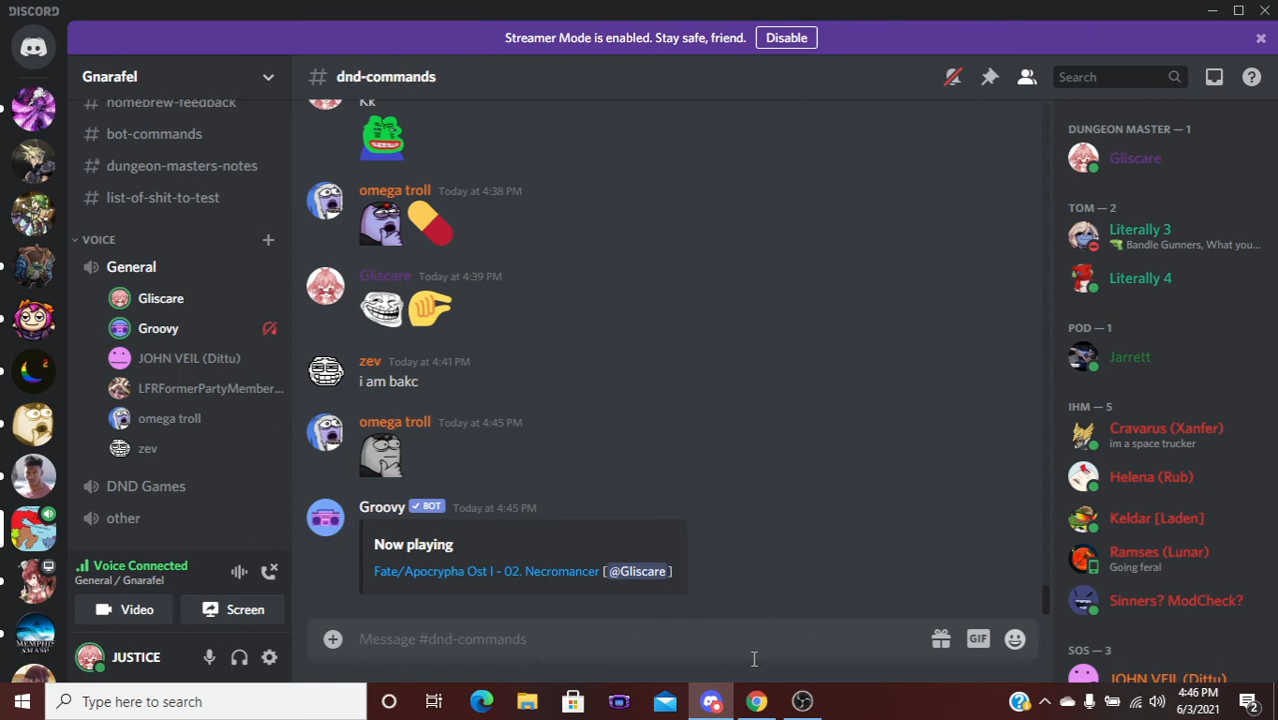 DISCORD
Streamer Mode is enabled. Stay safe, friend. Disable
Gnarafel
homebrew-feedback
# bot-commands
# dungeon-masters-notes
# list-of-shit-to-test
VOICE
General
Gliscare
Groovy
JOHN VEIL (Dittu)
LFRFormerPartyMember...
omega troll
zev
DND Games
other
Voice Connected
General / Gnarafel
Video
Screen
JUSTICE
# dnd-commands
Search
Kk
omega troll Today at 4:38 PM
Gliscare Today at 4:39 PM
zev Today at 4:41 PM
i am bakc
omega troll Today at 4:45 PM
Groovy ✓ BOT Today at 4:45 PM
Now playing
Fate/Apocrypha Ost I - 02. Necromancer [ @Gliscare ]
Message #dnd-commands
GIF
DUNGEON MASTER — 1
Gliscare
TOM — 2
Literally 3
Bandle Gunners, What you...
Literally 4
POD — 1
Jarrett
IHM — 5
Cravarus (Xanfer)
im a space trucker
Helena (Rub)
Keldar [Laden]
Ramses (Lunar)
Going feral
Sinners? ModCheck?
SOS — 3
JOHN VEIL (Dittu)
Type here to search
4:46 PM
6/3/2021
2